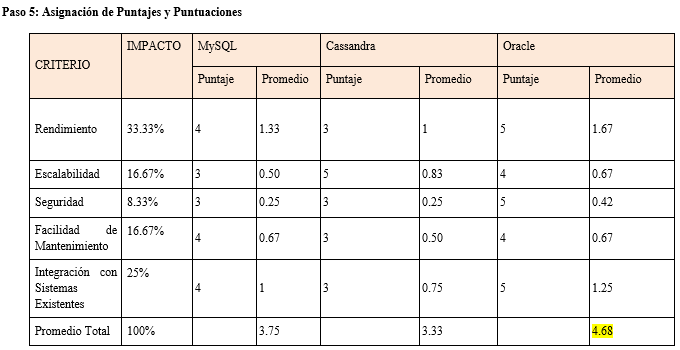 Paso 5: Asignación de Puntajes y Puntuaciones
CRITERIO IMPACTO MySQL Cassandra Oracle
Puntaje Promedio Puntaje Promedio Puntaje Promedio
Rendimiento 33.33% 4 1.33 3 1 5 1.67
Escalabilidad 16.67% 3 0.50 5 0.83 4 0.67
Seguridad 8.33% 3 0.25 3 0.25 5 0.42
Facilidad de
Mantenimiento 16.67% 4 0.67 3 0.50 4 0.67
Integración con
Sistemas
Existentes 25% 4 1 3 0.75 5 1.25
Promedio Total 100% 3.75 3.33 4.68